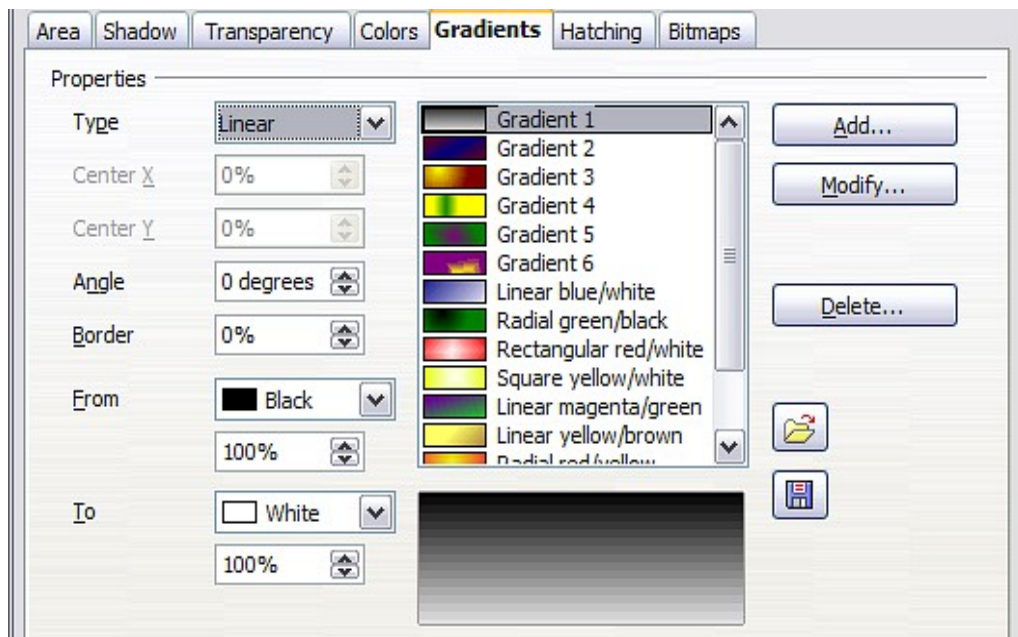 Area Shadow Transparency Colors Gradients Hatching Bitmaps
Properties
Type Linear
Center X 0%
Center Y 0%
Angle 0 degrees
Border 0%
From Black
100%
To White
100%
Gradient 1
Gradient 2
Gradient 3
Gradient 4
Gradient 5
Gradient 6
Linear blue/white
Radial green/black
Rectangular red/white
Square yellow/white
Linear magenta/green
Linear yellow/brown
Radial red/yellow
Add...
Modify...
Delete...